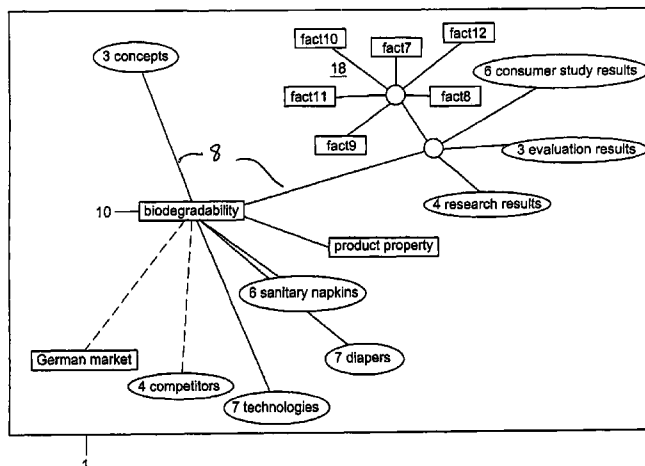 3 concepts
fact10
fact7
fact12
18
6 consumer study results
fact11
fact8
fact9
8
3 evaluation results
10
biodegradability
4 research results
product property
6 sanitary napkins
German market
7 diapers
4 competitors
7 technologies
1